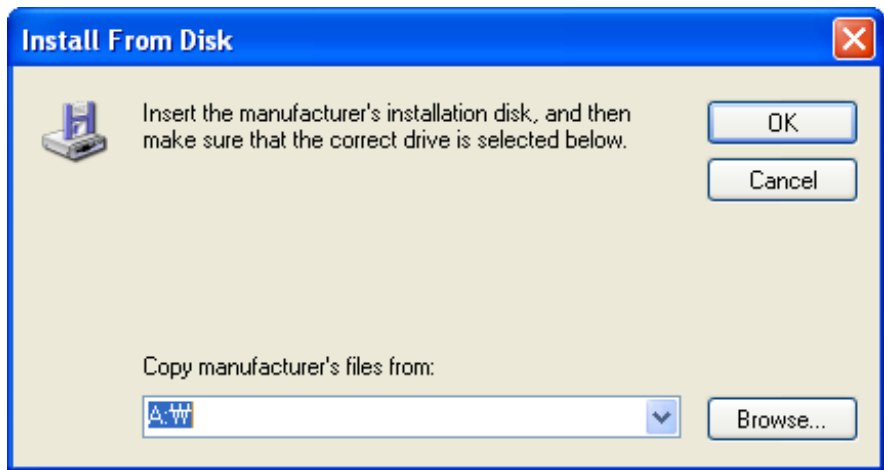 Install From Disk
Insert the manufacturer's installation disk, and then
make sure that the correct drive is selected below.
OK
Cancel
Copy manufacturer's files from:
A:₩
Browse...